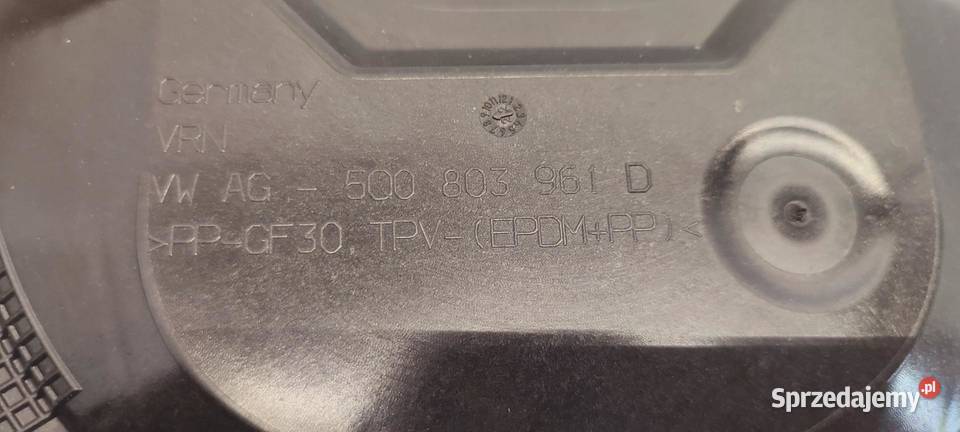 Germany
VRN
VW AG - 5Q0 803 961 D
>PP-GF30, TPV-(EPDM+PP)<
Sprzedajemy.pl